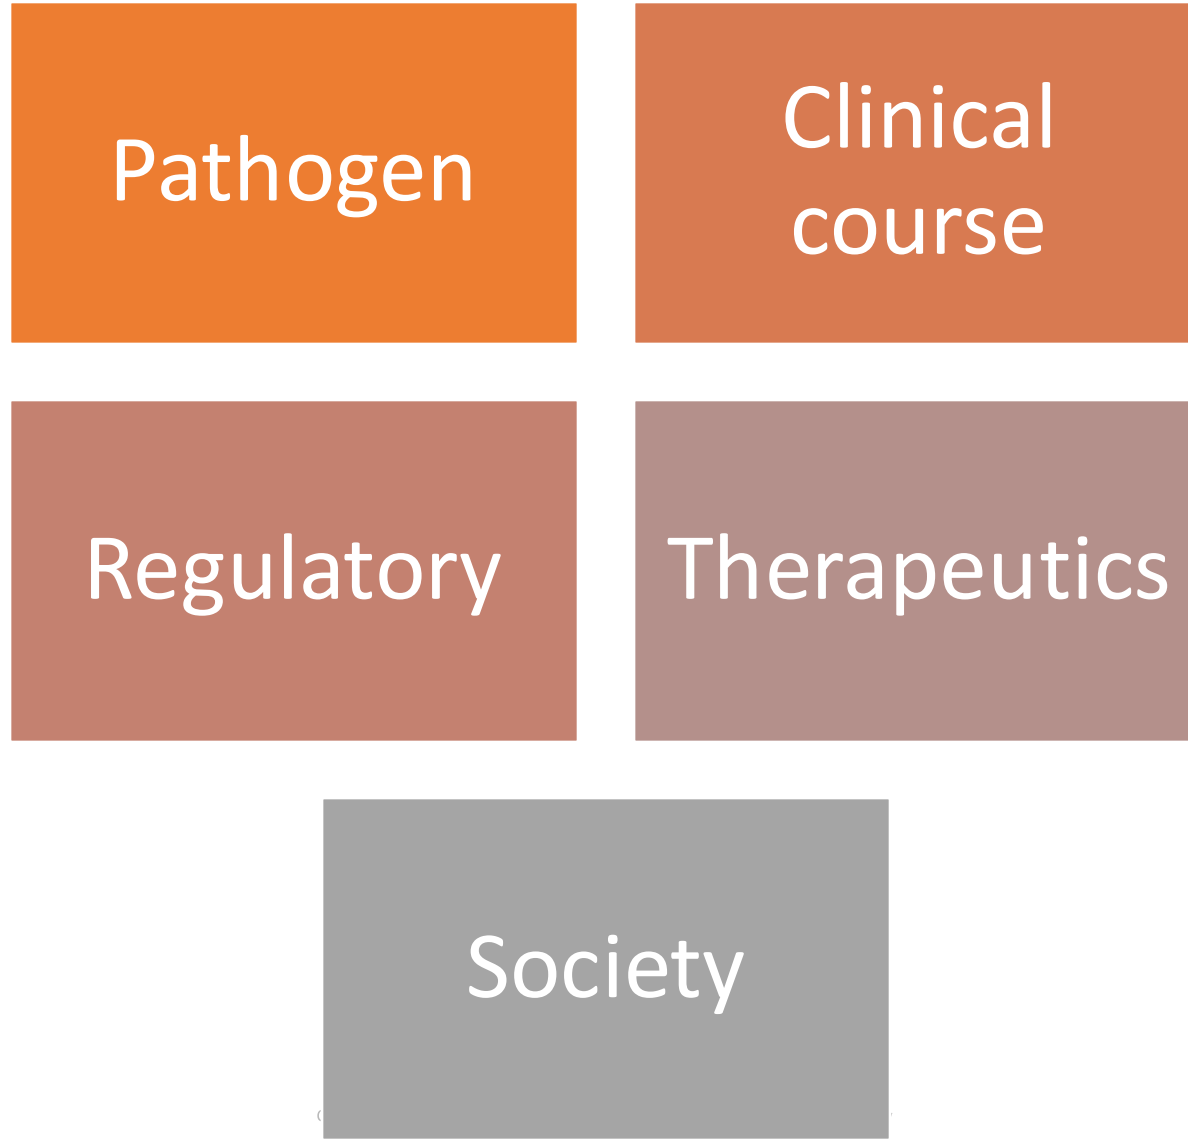 Pathogen
Clinical
course
Regulatory
Therapeutics
Society